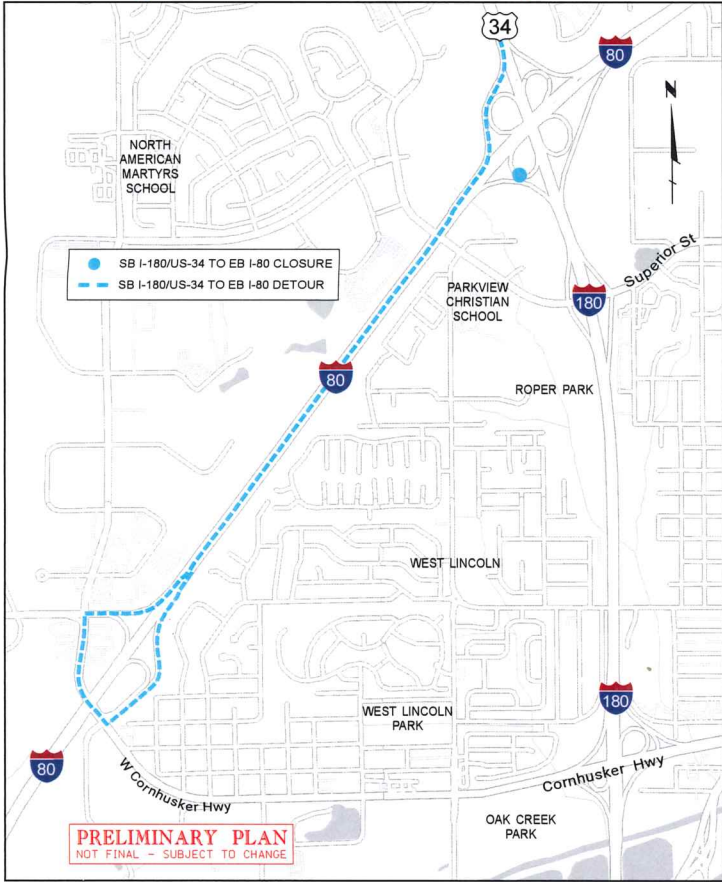 34
80
N
NORTH
AMERICAN
MARTYRS
SCHOOL
SB I-180/US-34 TO EB I-80 CLOSURE
SB I-180/US-34 TO EB I-80 DETOUR
Superior St
PARKVIEW
CHRISTIAN
SCHOOL
180
80
ROPER PARK
WEST LINCOLN
180
WEST LINCOLN
PARK
80
W Cornhusker Hwy
Cornhusker Hwy
OAK CREEK
PARK
PRELIMINARY PLAN
NOT FINAL - SUBJECT TO CHANGE